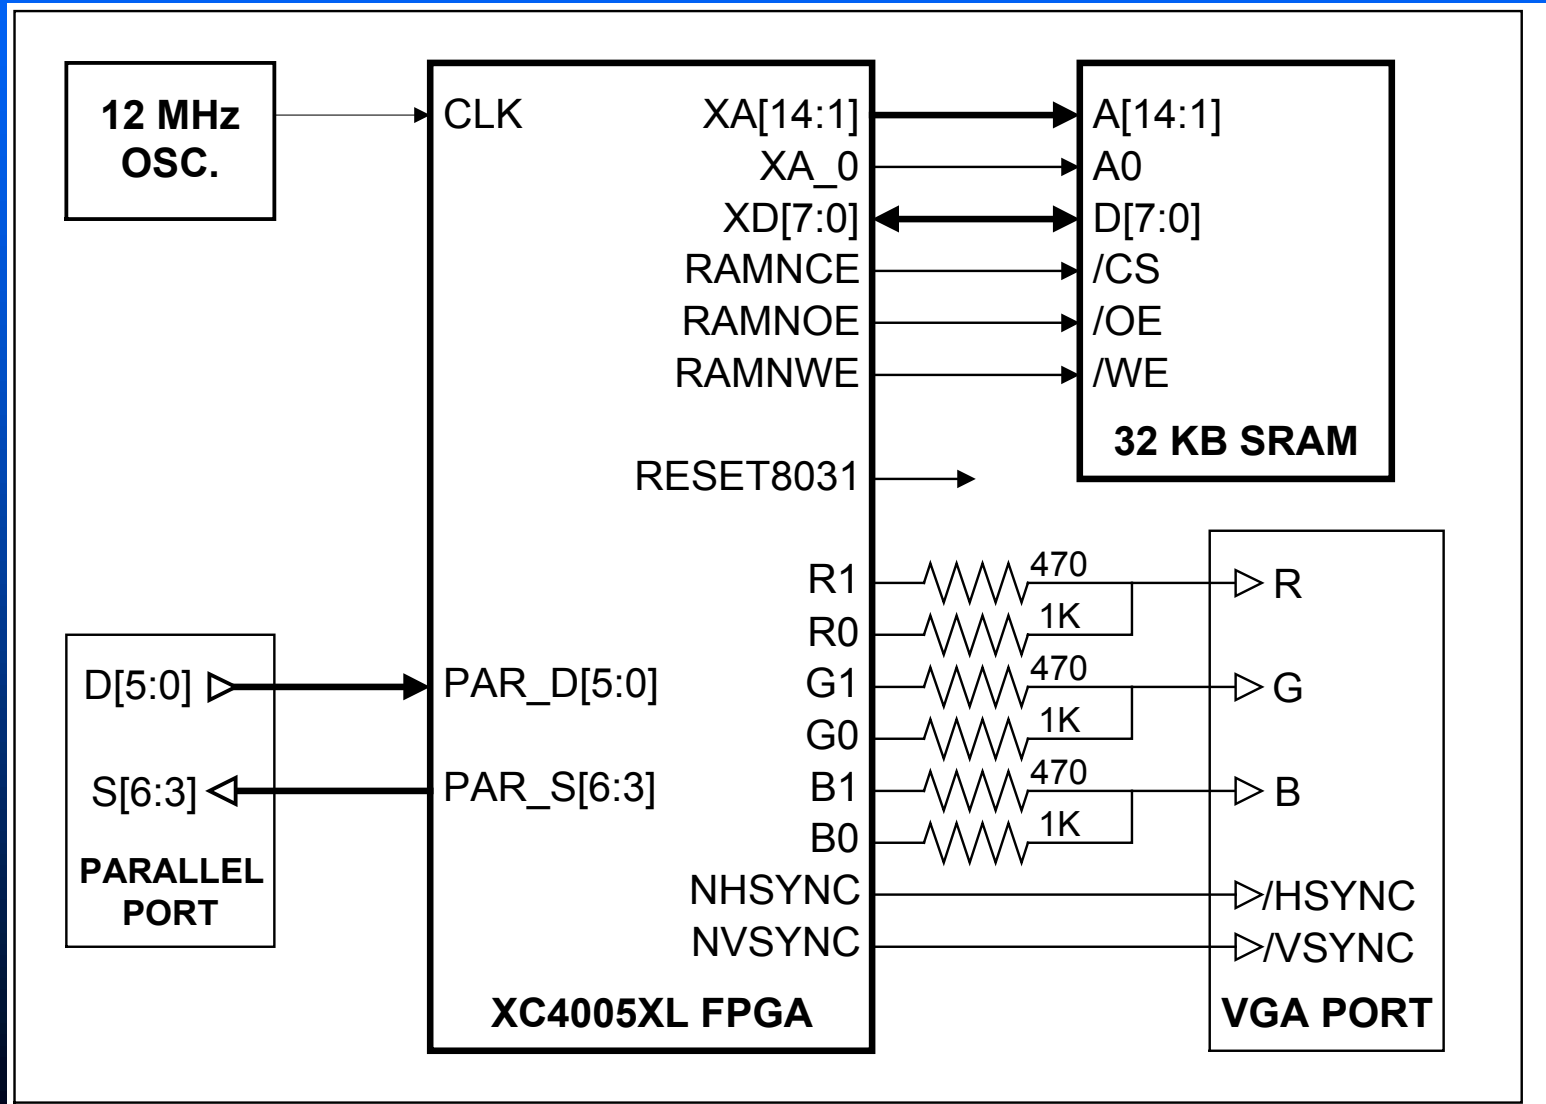 12 MHz
OSC.
CLK
XA[14:1]
XA_0
XD[7:0]
RAMNCE
RAMNOE
RAMNWE
RESET8031
A[14:1]
A0
D[7:0]
/CS
/OE
/WE
32 KB SRAM
D[5:0]
S[6:3]
PARALLEL
PORT
PAR_D[5:0]
PAR_S[6:3]
R1
R0
G1
G0
B1
B0
NHSYNC
NVSYNC
XC4005XL FPGA
470
1K
470
1K
470
1K
R
G
B
/HSYNC
/VSYNC
VGA PORT